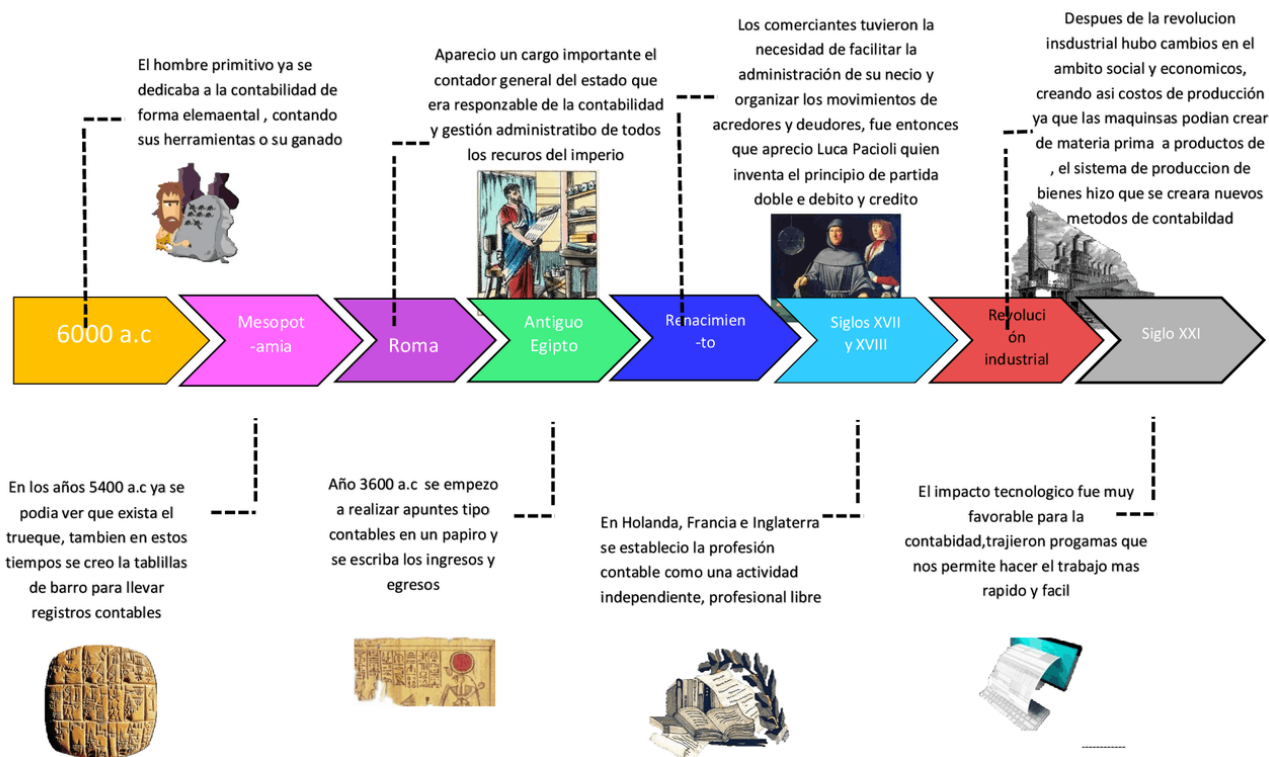 El hombre primitivo ya se
dedicaba a la contabilidad de
forma elemaental , contando
sus herramientas o su ganado
Aparecio un cargo importante el
contador general del estado que
era responsable de la contabilidad
y gestión administratibo de todos
los recuros del imperio
Los comerciantes tuvieron la
necesidad de facilitar la
administración de su necio y
organizar los movimientos de
acredores y deudores, fue entonces
que aprecio Luca Pacioli quien
inventa el principio de partida
doble e debito y credito
Despues de la revolucion
insdustrial hubo cambios en el
ambito social y economicos,
creando asi costos de producción
ya que las maquinsas podian crear
de materia prima a productos de
, el sistema de produccion de
bienes hizo que se creara nuevos
metodos de contabildad
6000 a.c
Mesopot
-amia
Roma
Antiguo
Egipto
Renacimien
-to
Siglos XVII
y XVIII
Revoluci
ón
industrial
Siglo XXI
En los años 5400 a.c ya se
podia ver que exista el
trueque, tambien en estos
tiempos se creo la tablillas
de barro para llevar
registros contables
Año 3600 a.c se empezo
a realizar apuntes tipo
contables en un papiro y
se escriba los ingresos y
egresos
En Holanda, Francia e Inglaterra
se establecio la profesión
contable como una actividad
independiente, profesional libre
El impacto tecnologico fue muy
favorable para la
contabidad,trajieron progamas que
nos permite hacer el trabajo mas
rapido y facil